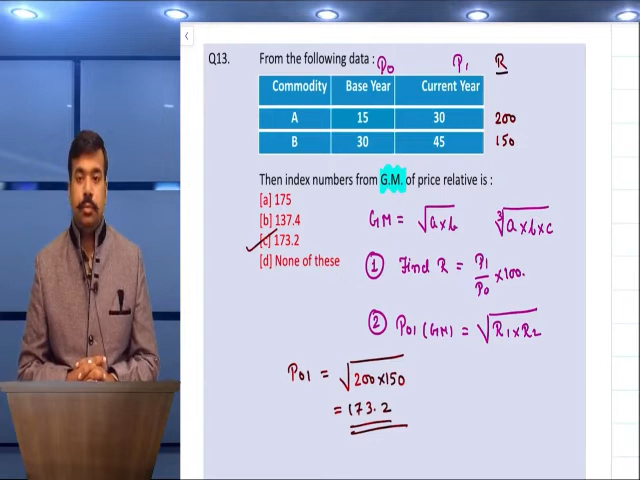 Q13. From the following data : P₀ P₁ R
Commodity Base Year Current Year
A 15 30 200
B 30 45 150
Then index numbers from G.M. of price relative is :
[a] 175
[b] 137.4
[c] 173.2
[d] None of these
GM = √a×b ∛a×b×c
① Find R = P₁/P₀ ×100.
② P₀₁ (GM) = √R₁×R₂
P₀₁ = √200×150
= 173.2